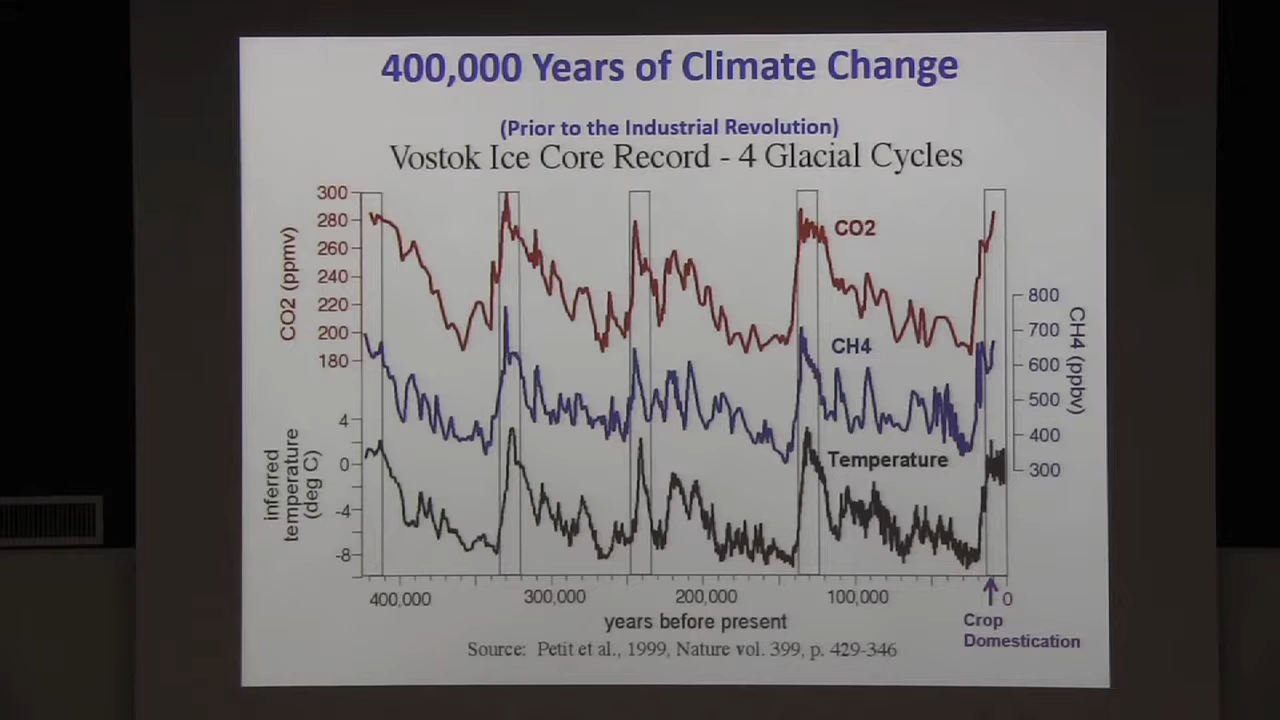 400,000 Years of Climate Change
(Prior to the Industrial Revolution)
Vostok Ice Core Record - 4 Glacial Cycles
CO2 (ppmv)
300
280
260
240
220
200
180
CO2
CH4 (ppbv)
800
700
600
500
400
300
CH4
inferred
temperature
(deg C)
4
0
-4
-8
Temperature
400,000
300,000
200,000
100,000
0
years before present
Crop
Domestication
Source: Petit et al., 1999, Nature vol. 399, p. 429-346